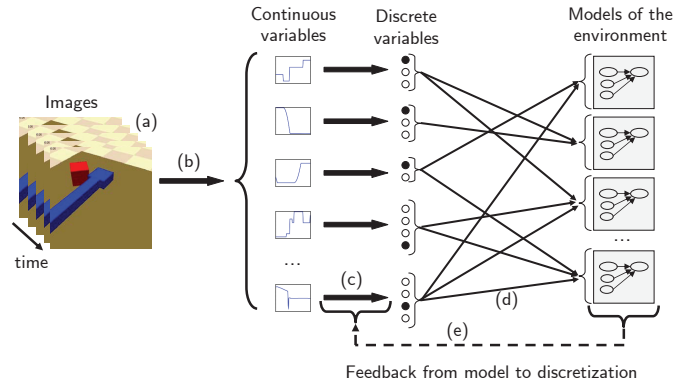 Continuous
variables
Discrete
variables
Models of the
environment
Images
(a)
(b)
time
...
...
(c)
(d)
(e)
Feedback from model to discretization